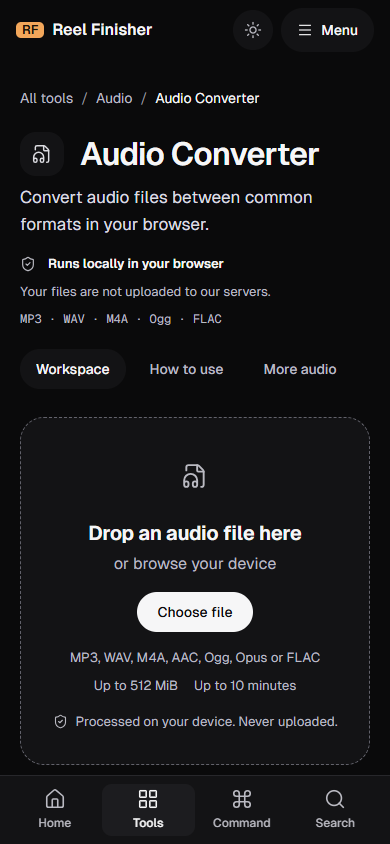 RF Reel Finisher Menu
All tools / Audio / Audio Converter
Audio Converter
Convert audio files between common
formats in your browser.
Runs locally in your browser
Your files are not uploaded to our servers.
MP3 · WAV · M4A · Ogg · FLAC
Workspace How to use More audio
Drop an audio file here
or browse your device
Choose file
MP3, WAV, M4A, AAC, Ogg, Opus or FLAC
Up to 512 MiB Up to 10 minutes
Processed on your device. Never uploaded.
Home Tools Command Search